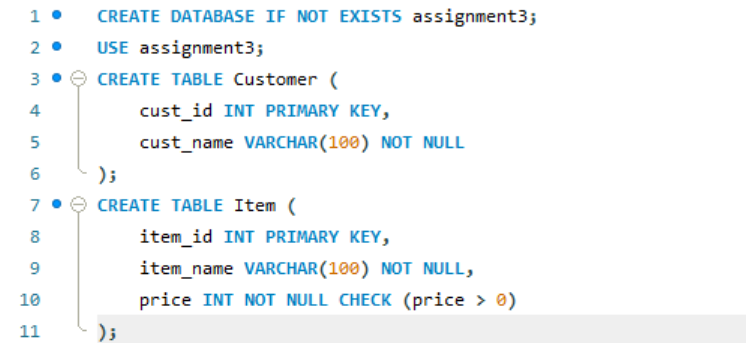 1 CREATE DATABASE IF NOT EXISTS assignment3;
2 USE assignment3;
3 CREATE TABLE Customer (
4 cust_id INT PRIMARY KEY,
5 cust_name VARCHAR(100) NOT NULL
6 );
7 CREATE TABLE Item (
8 item_id INT PRIMARY KEY,
9 item_name VARCHAR(100) NOT NULL,
10 price INT NOT NULL CHECK (price > 0)
11 );